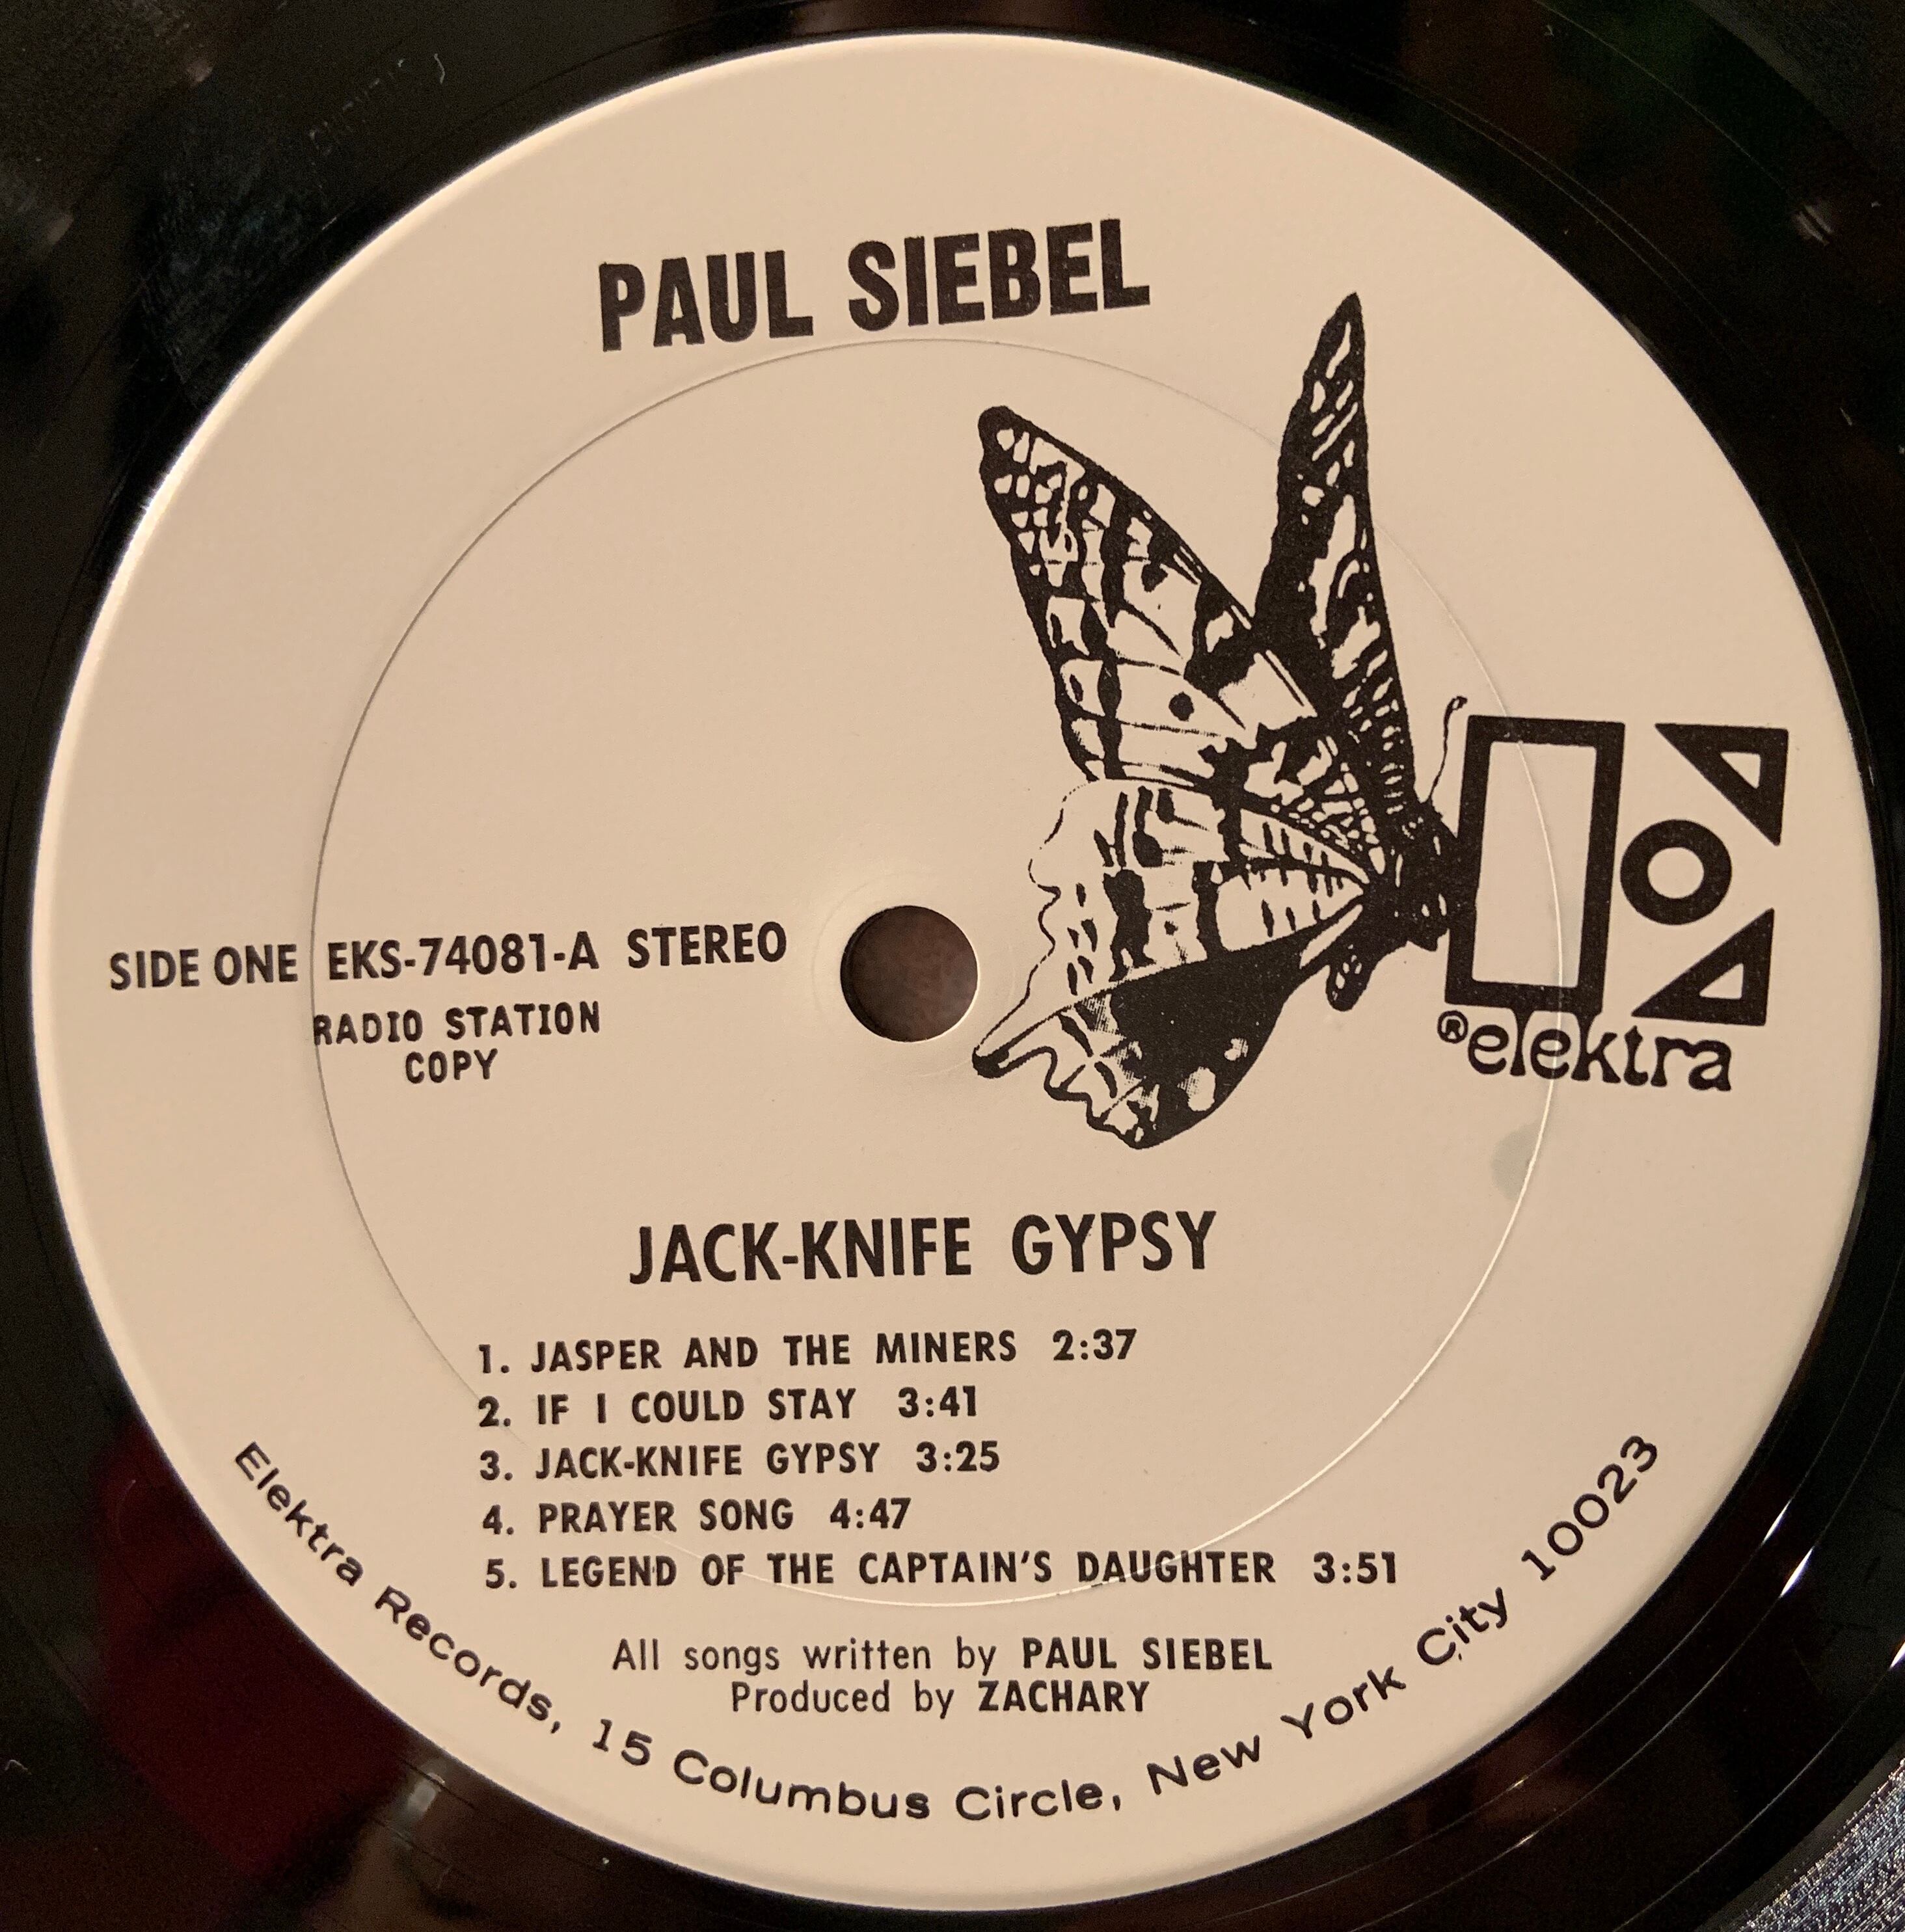 PAUL SIEBEL
SIDE ONE EKS-74081-A STEREO
RADIO STATION
COPY
®elektra
JACK-KNIFE GYPSY
1. JASPER AND THE MINERS 2:37
2. IF I COULD STAY 3:41
3. JACK-KNIFE GYPSY 3:25
4. PRAYER SONG 4:47
5. LEGEND OF THE CAPTAIN'S DAUGHTER 3:51
All songs written by PAUL SIEBEL
Produced by ZACHARY
Elektra Records, 15 Columbus Circle, New York City 10023